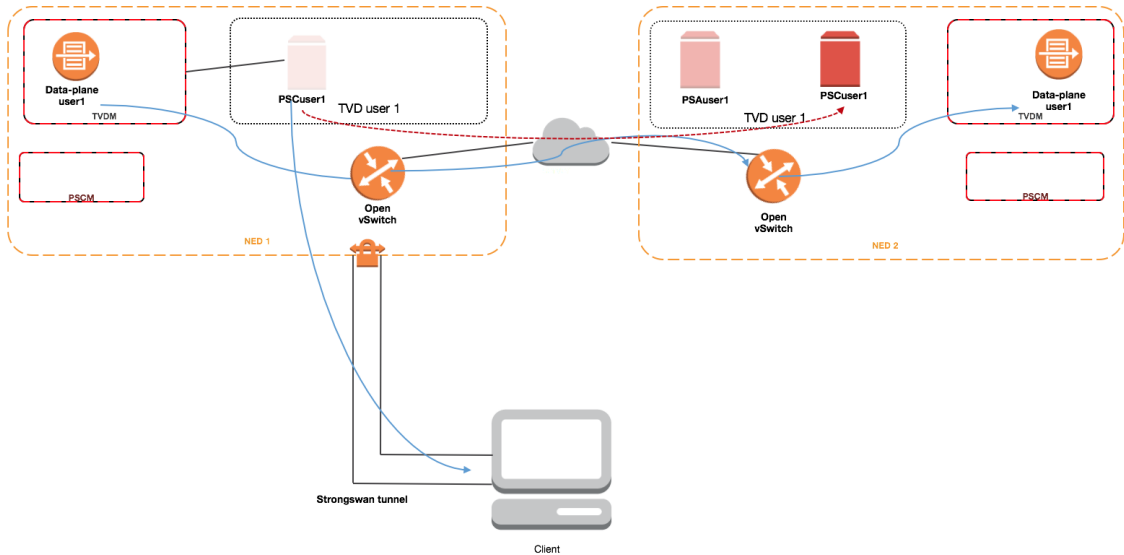 Data-plane
user1
TVDM
PSCM
PSCuser1
TVD user 1
Open
vSwitch
NED 1
PSAuser1
PSCuser1
TVD user 1
Open
vSwitch
NED 2
Data-plane
user1
TVDM
PSCM
Strongswan tunnel
Client